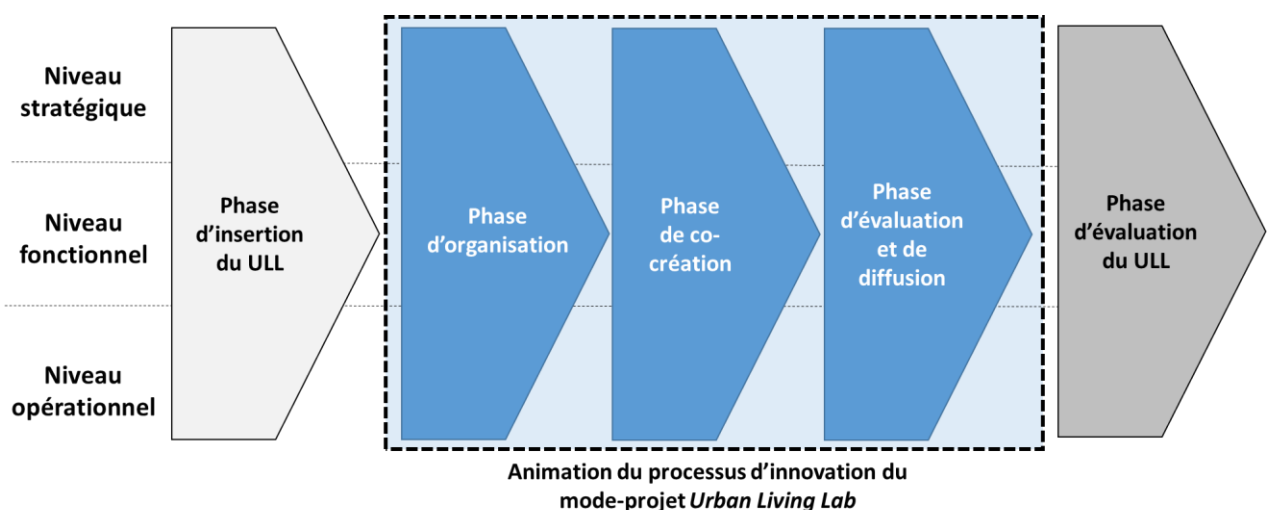 Niveau
stratégique
Niveau
fonctionnel
Niveau
opérationnel
Phase
d’insertion
du ULL
Phase
d’organisation
Phase
de co-
création
Phase
d’évaluation
et de
diffusion
Phase
d’évaluation
du ULL
Animation du processus d’innovation du
mode-projet Urban Living Lab